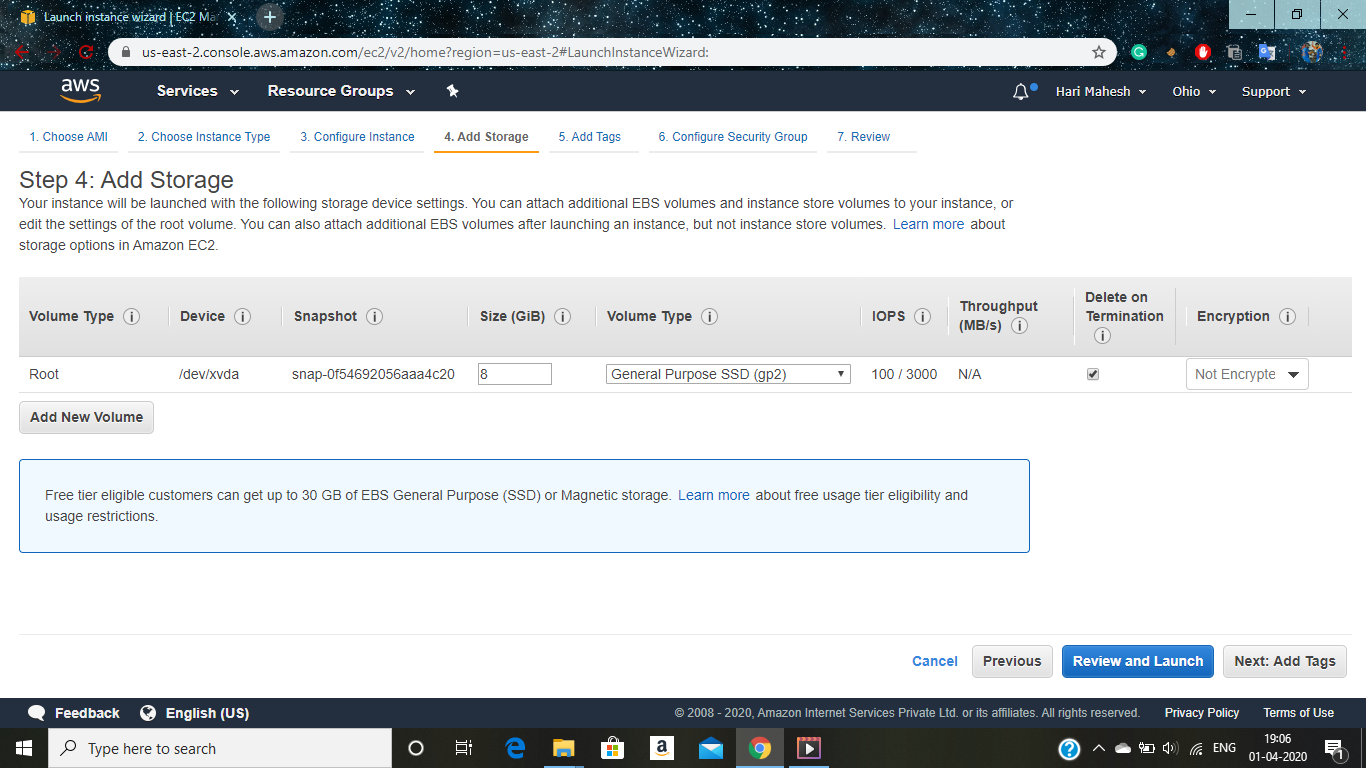 Launch instance wizard | EC2 Ma
us-east-2.console.aws.amazon.com/ec2/v2/home?region=us-east-2#LaunchInstanceWizard:
aws Services Resource Groups Hari Mahesh Ohio Support
1. Choose AMI 2. Choose Instance Type 3. Configure Instance 4. Add Storage 5. Add Tags 6. Configure Security Group 7. Review
Step 4: Add Storage
Your instance will be launched with the following storage device settings. You can attach additional EBS volumes and instance store volumes to your instance, or
edit the settings of the root volume. You can also attach additional EBS volumes after launching an instance, but not instance store volumes. Learn more about
storage options in Amazon EC2.
Volume Type i Device i Snapshot i Size (GiB) i Volume Type i IOPS i Throughput (MB/s) i Delete on Termination i Encryption i
Root /dev/xvda snap-0f54692056aaa4c20 8 General Purpose SSD (gp2) 100 / 3000 N/A Not Encrypte
Add New Volume
Free tier eligible customers can get up to 30 GB of EBS General Purpose (SSD) or Magnetic storage. Learn more about free usage tier eligibility and
usage restrictions.
Cancel Previous Review and Launch Next: Add Tags
Feedback English (US) © 2008 - 2020, Amazon Internet Services Private Ltd. or its affiliates. All rights reserved. Privacy Policy Terms of Use
Type here to search a ENG 19:06
01-04-2020 1